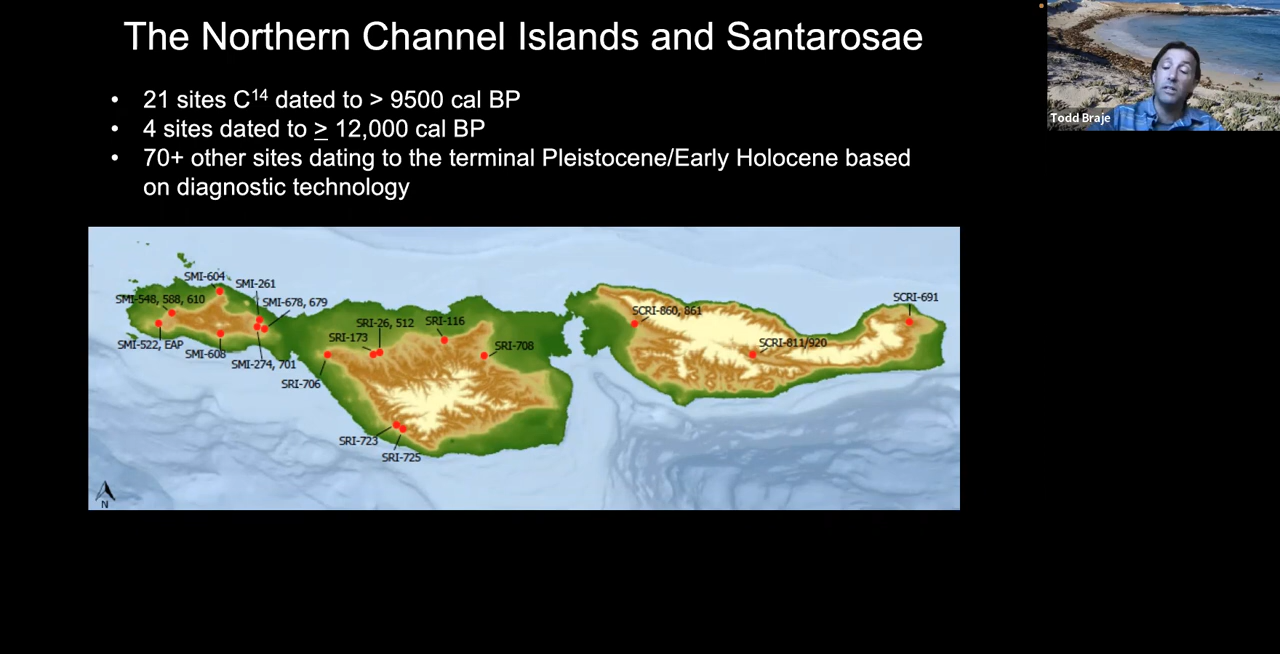 The Northern Channel Islands and Santarosae
• 21 sites C¹⁴ dated to > 9500 cal BP
• 4 sites dated to ≥ 12,000 cal BP
• 70+ other sites dating to the terminal Pleistocene/Early Holocene based
on diagnostic technology
Todd Braje
SMI-604
SMI-261
SMI-548, 588, 610
SMI-678, 679
SMI-522, EAP
SMI-608
SMI-274, 701
SRI-26, 512
SRI-116
SRI-173
SRI-708
SRI-706
SRI-723
SRI-725
SCRI-860, 861
SCRI-691
SCRI-811/920
N